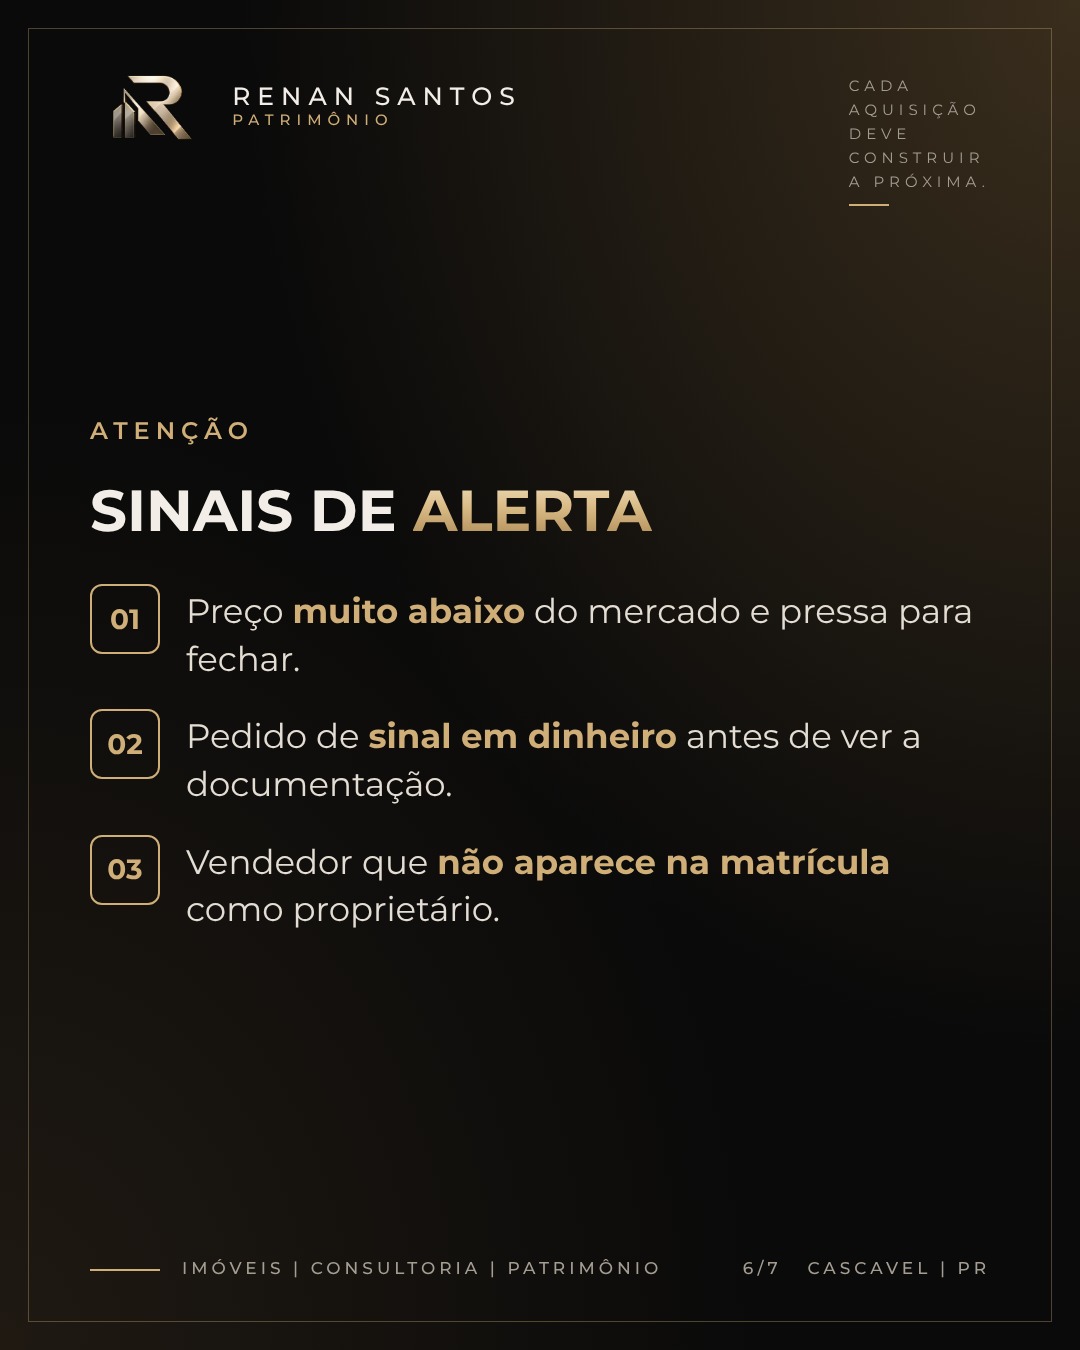 RENAN SANTOS
PATRIMÔNIO
CADA
AQUISIÇÃO
DEVE
CONSTRUIR
A PRÓXIMA.
ATENÇÃO
SINAIS DE ALERTA
01
Preço muito abaixo do mercado e pressa para
fechar.
02
Pedido de sinal em dinheiro antes de ver a
documentação.
03
Vendedor que não aparece na matrícula
como proprietário.
IMÓVEIS | CONSULTORIA | PATRIMÔNIO
6/7 CASCAVEL | PR